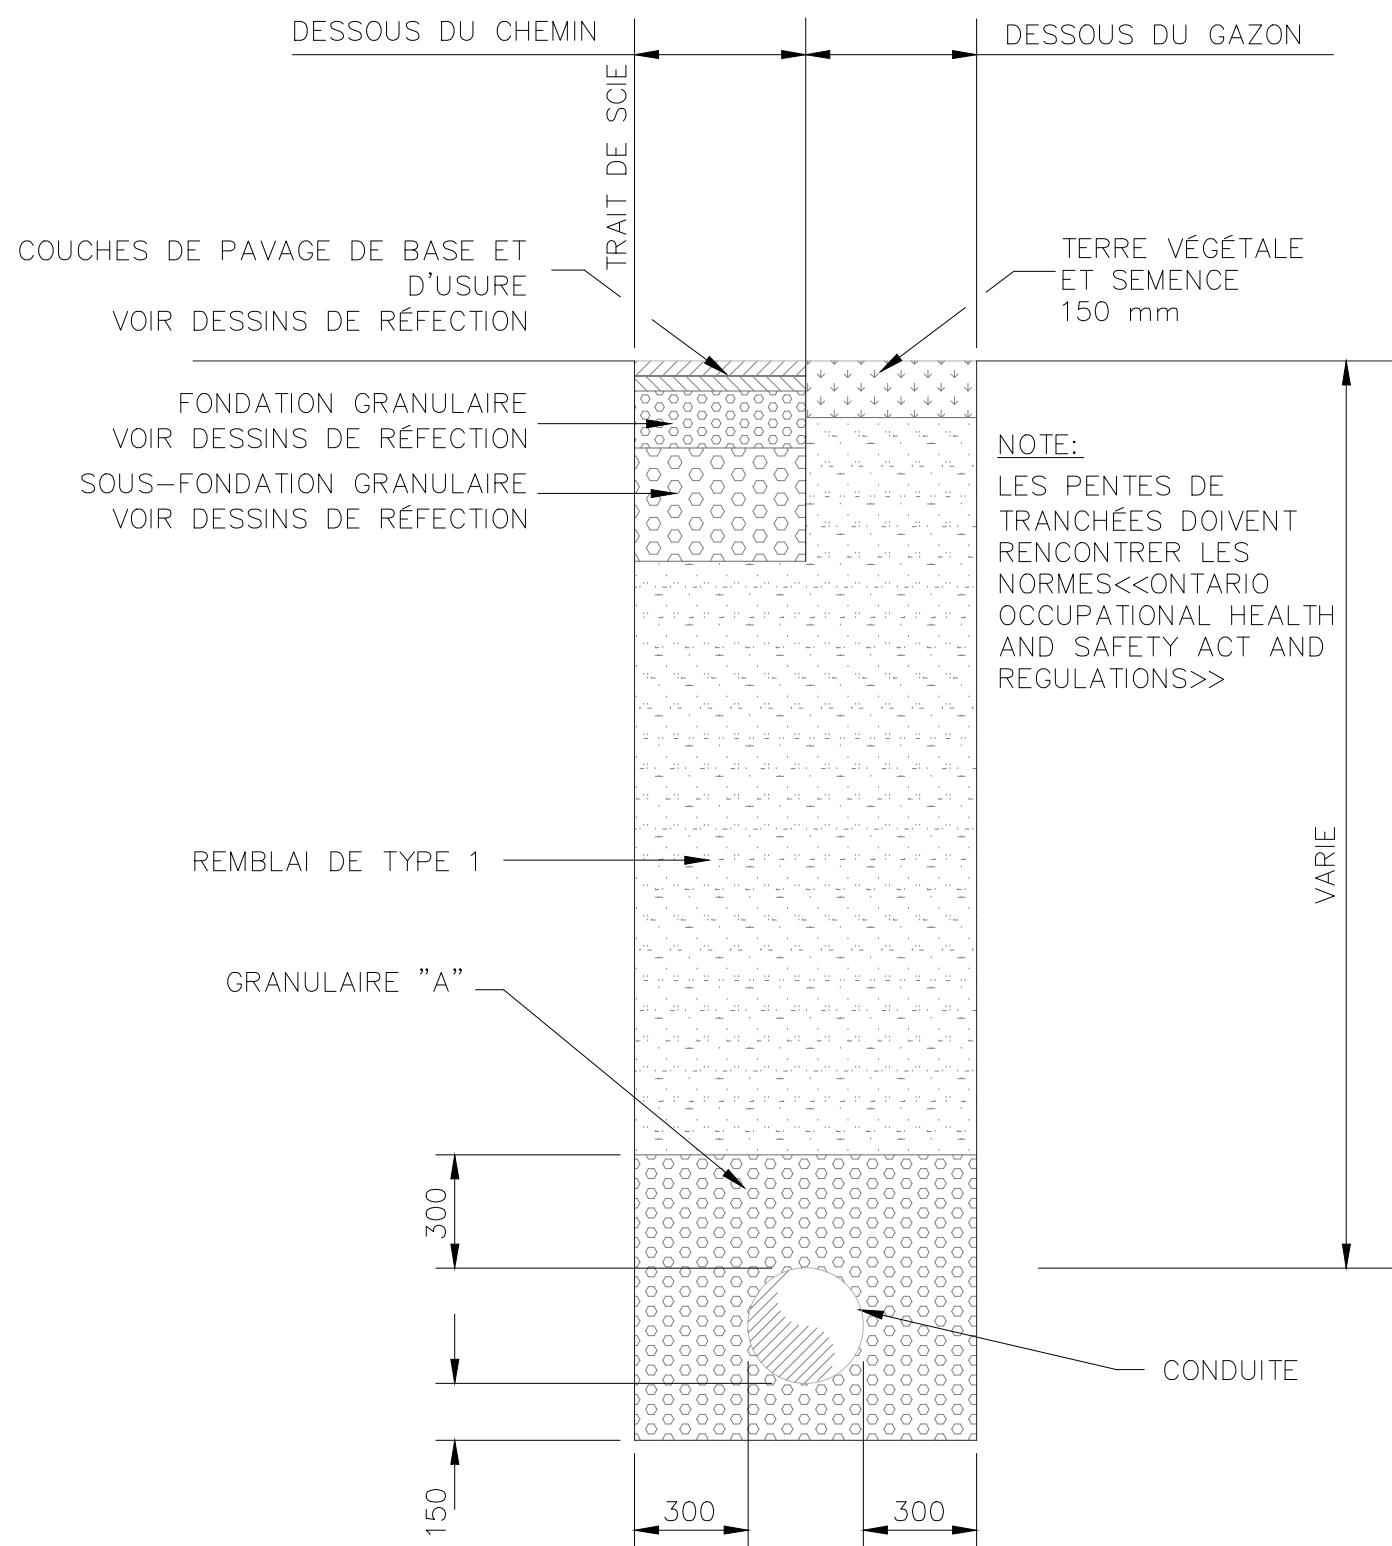 DESSOUS DU CHEMIN
DESSOUS DU GAZON
TRAIT DE SCIE
COUCHES DE PAVAGE DE BASE ET
D'USURE
VOIR DESSINS DE RÉFECTION
TERRE VÉGÉTALE
ET SEMENCE
150 mm
FONDATION GRANULAIRE
VOIR DESSINS DE RÉFECTION
SOUS-FONDATION GRANULAIRE
VOIR DESSINS DE RÉFECTION
NOTE:
LES PENTES DE
TRANCHÉES DOIVENT
RENCONTRER LES
NORMES<<ONTARIO
OCCUPATIONAL HEALTH
AND SAFETY ACT AND
REGULATIONS>>
VARIE
REMBLAI DE TYPE 1
GRANULAIRE "A"
300
CONDUITE
150
300
300